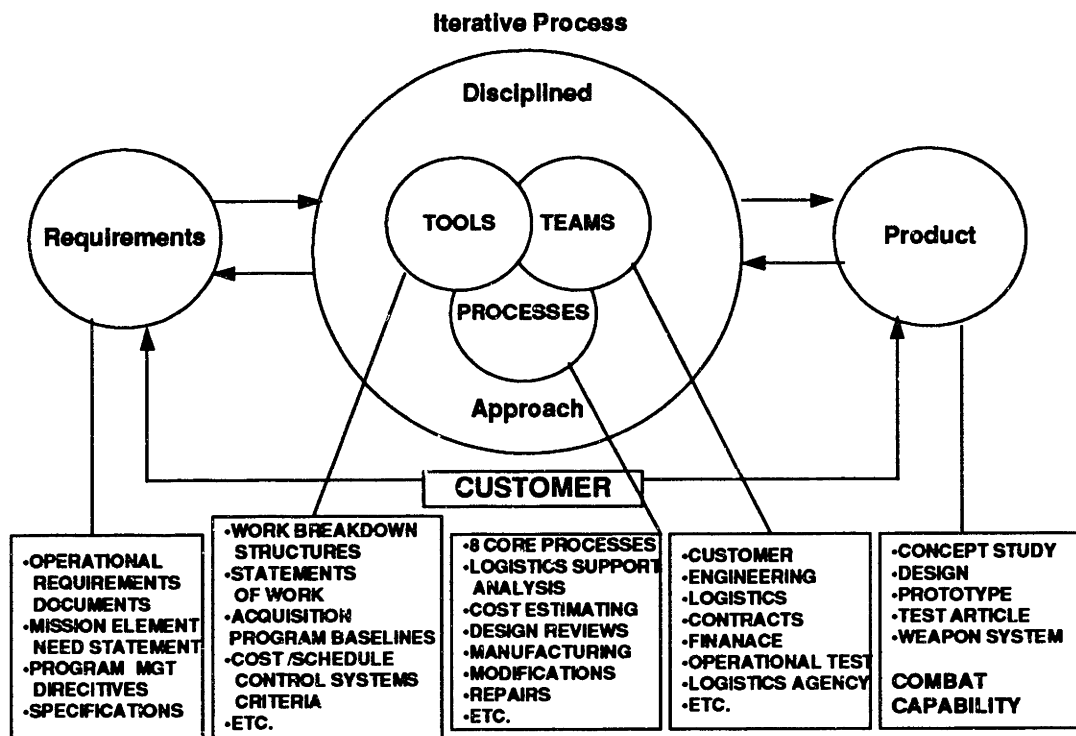 Iterative Process
Disciplined
Requirements
TOOLS
TEAMS
PROCESSES
Product
Approach
CUSTOMER
•OPERATIONAL
REQUIREMENTS
DOCUMENTS
•MISSION ELEMENT
NEED STATEMENT
•PROGRAM MGT
DIRECITIVES
•SPECIFICATIONS
•WORK BREAKDOWN
STRUCTURES
•STATEMENTS
OF WORK
•ACQUISITION
PROGRAM BASELINES
•COST /SCHEDULE
CONTROL SYSTEMS
CRITERIA
•ETC.
•8 CORE PROCESSES
•LOGISTICS SUPPORT
ANALYSIS
•COST ESTIMATING
•DESIGN REVIEWS
•MANUFACTURING
•MODIFICATIONS
•REPAIRS
•ETC.
•CUSTOMER
•ENGINEERING
•LOGISTICS
•CONTRACTS
•FINANACE
•OPERATIONAL TEST
•LOGISTICS AGENCY
•ETC.
•CONCEPT STUDY
•DESIGN
•PROTOTYPE
•TEST ARTICLE
•WEAPON SYSTEM
COMBAT
CAPABILITY